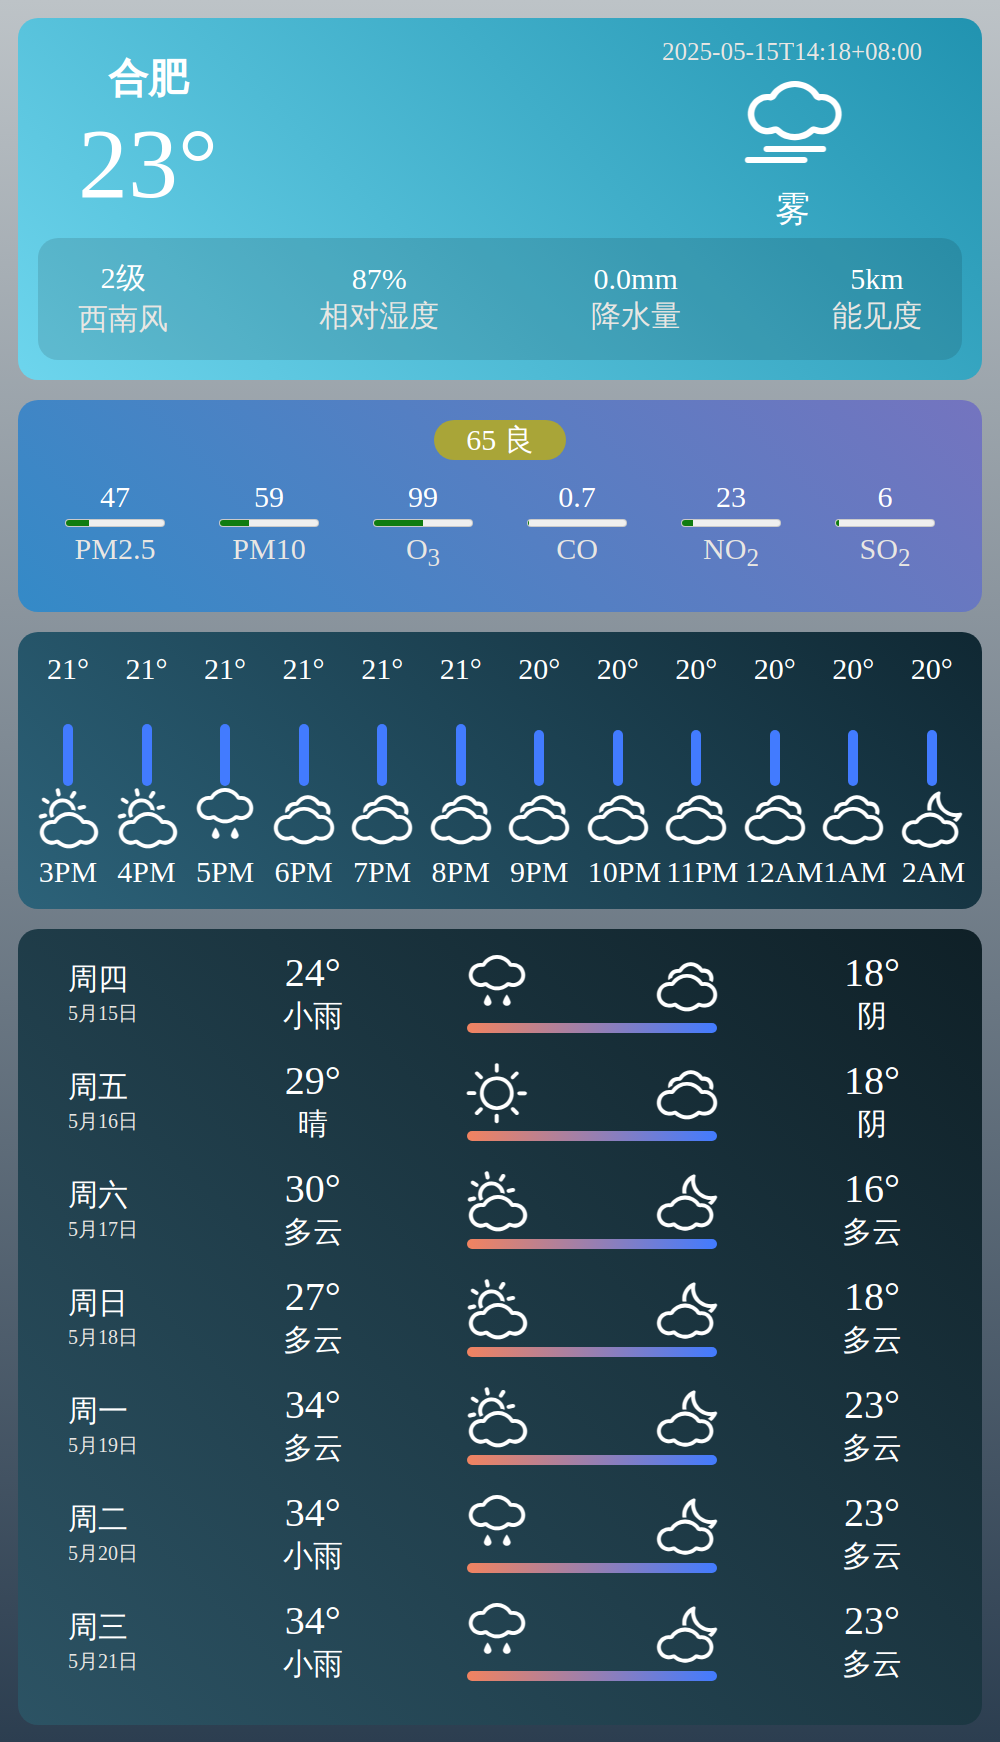 合肥
2025-05-15T14:18+08:00
23°
雾
2级 87% 0.0mm 5km
西南风 相对湿度 降水量 能见度
65 良
47 59 99 0.7 23 6
PM2.5 PM10 O3 CO NO2 SO2
21° 21° 21° 21° 21° 21° 20° 20° 20° 20° 20° 20°
3PM 4PM 5PM 6PM 7PM 8PM 9PM 10PM 11PM 12AM 1AM 2AM
周四 24° 18°
5月15日 小雨 阴
周五 29° 18°
5月16日 晴 阴
周六 30° 16°
5月17日 多云 多云
周日 27° 18°
5月18日 多云 多云
周一 34° 23°
5月19日 多云 多云
周二 34° 23°
5月20日 小雨 多云
周三 34° 23°
5月21日 小雨 多云